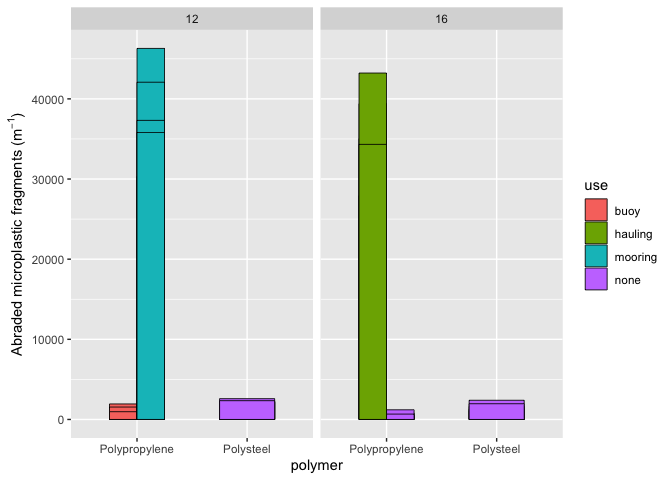 12 16
40000
30000
20000
10000
0
Abraded microplastic fragments (m⁻¹)
Polypropylene Polysteel Polypropylene Polysteel
polymer
use
buoy
hauling
mooring
none